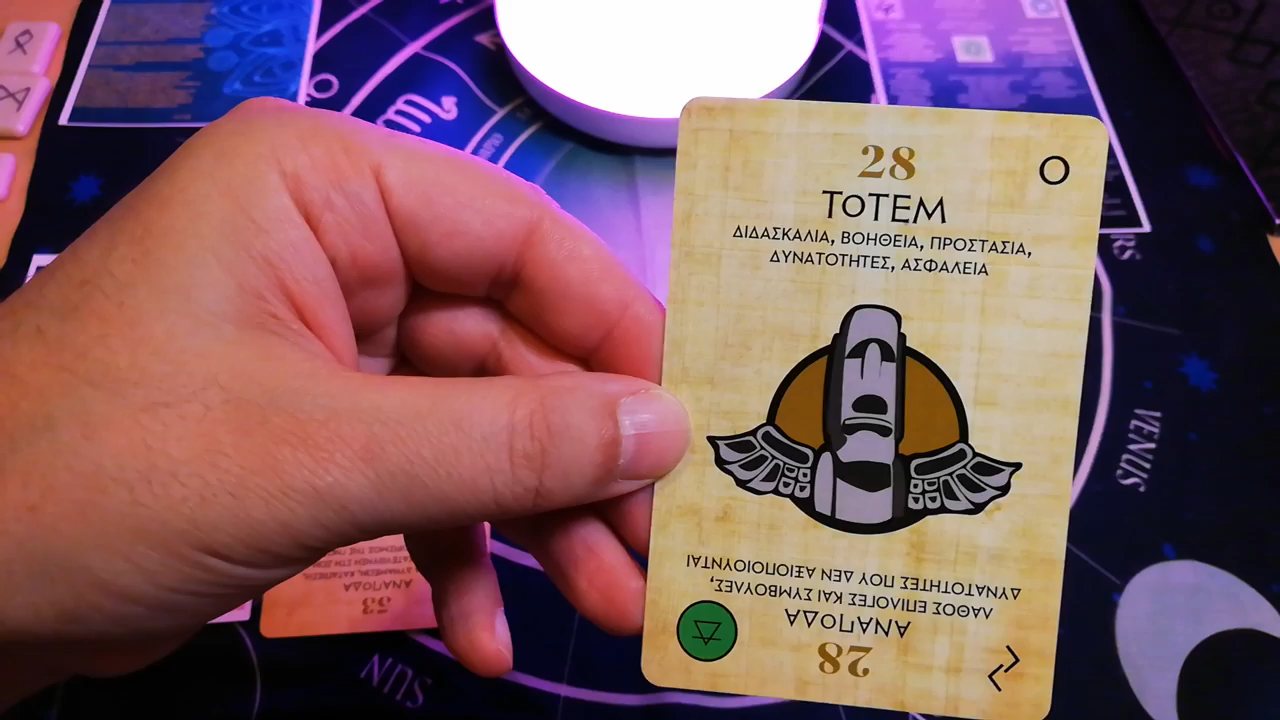 28
ΤοΤΕΜ
ΔΙΔΑΣΚΑΛΙΑ, ΒΟΗΘΕΙΑ, ΠΡΟΣΤΑΣΙΑ,
ΔΥΝΑΤΟΤΗΤΕΣ, ΑΣΦΑΛΕΙΑ
28
ΑΝΑΠΟΔΑ
ΛΑΘΟΣ ΕΠΙΛΟΓΕΣ ΚΑΙ ΣΥΜΒΟΥΛΕΣ,
ΔΥΝΑΤΟΤΗΤΕΣ ΠΟΥ ΔΕΝ ΑΞΙΟΠΟΙΟΥΝΤΑΙ
VENUS
SUN
33
ΑΝΑΠΟΔΑ